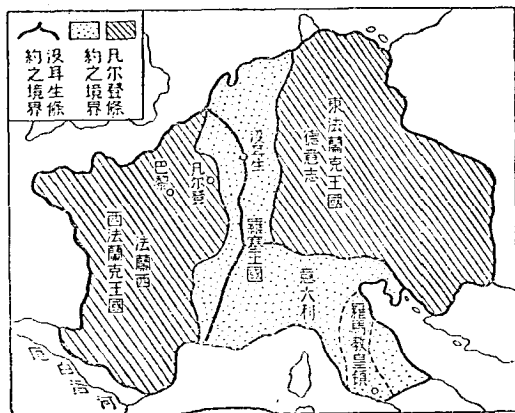 凡尔登條
約之境界
没耳生條
約之境界
東法蘭克王國
德意志
没耳生
羅塞王國
凡尔登
巴黎
法蘭西
西法蘭克王國
意大利
羅馬教皇領